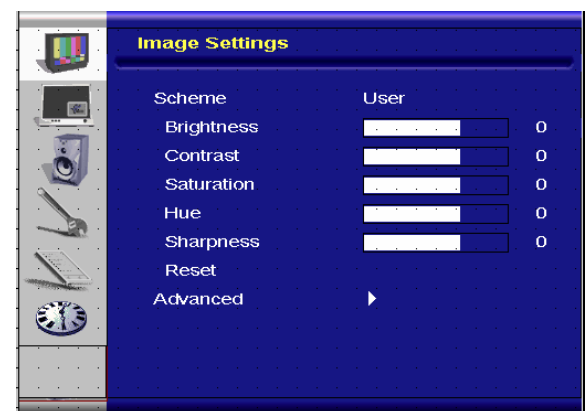 Image Settings
Scheme User
Brightness 0
Contrast 0
Saturation 0
Hue 0
Sharpness 0
Reset
Advanced